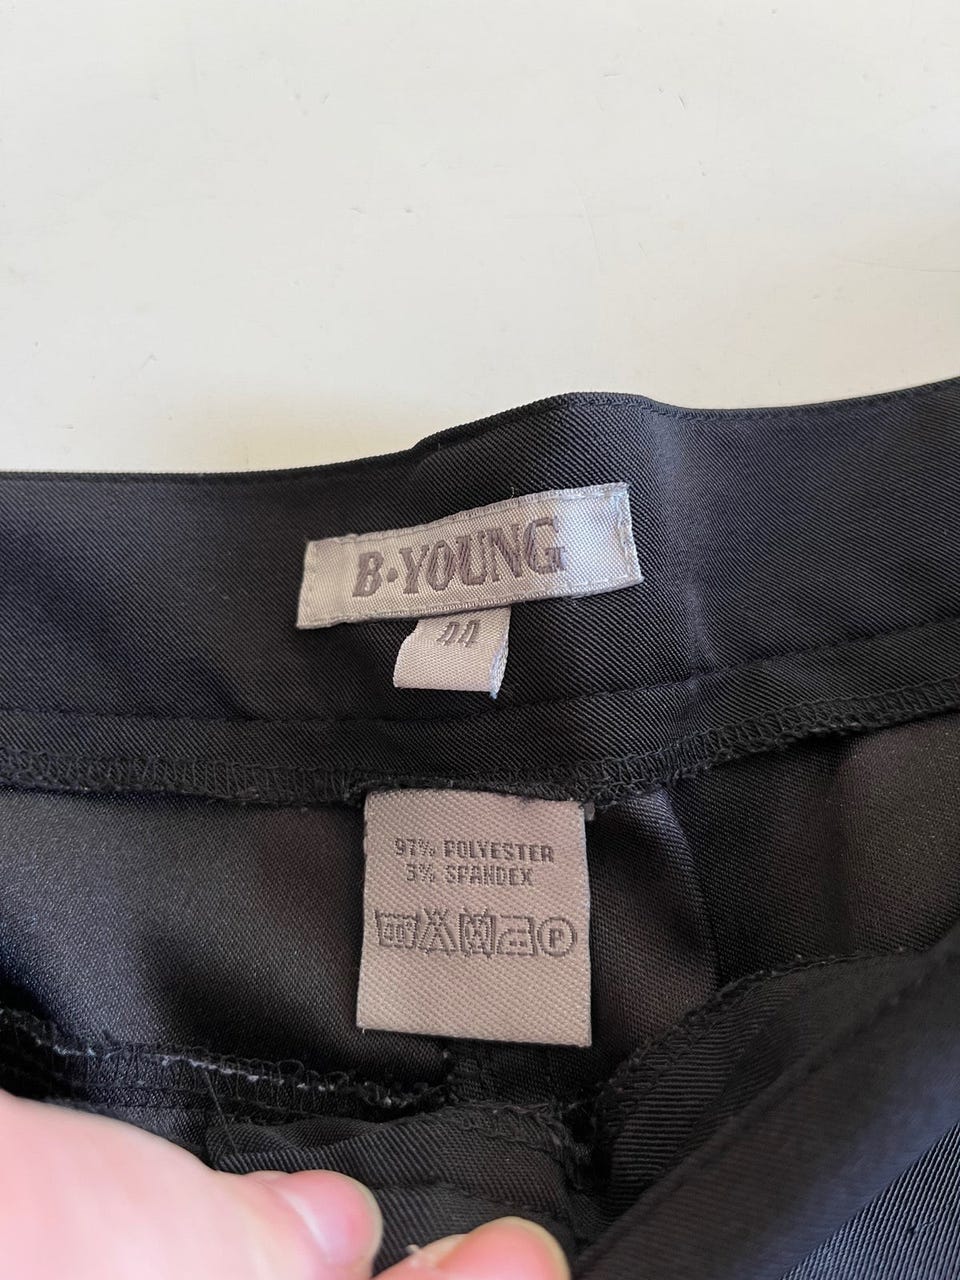 B·YOUNG
44
97% POLYESTER
3% SPANDEX
P